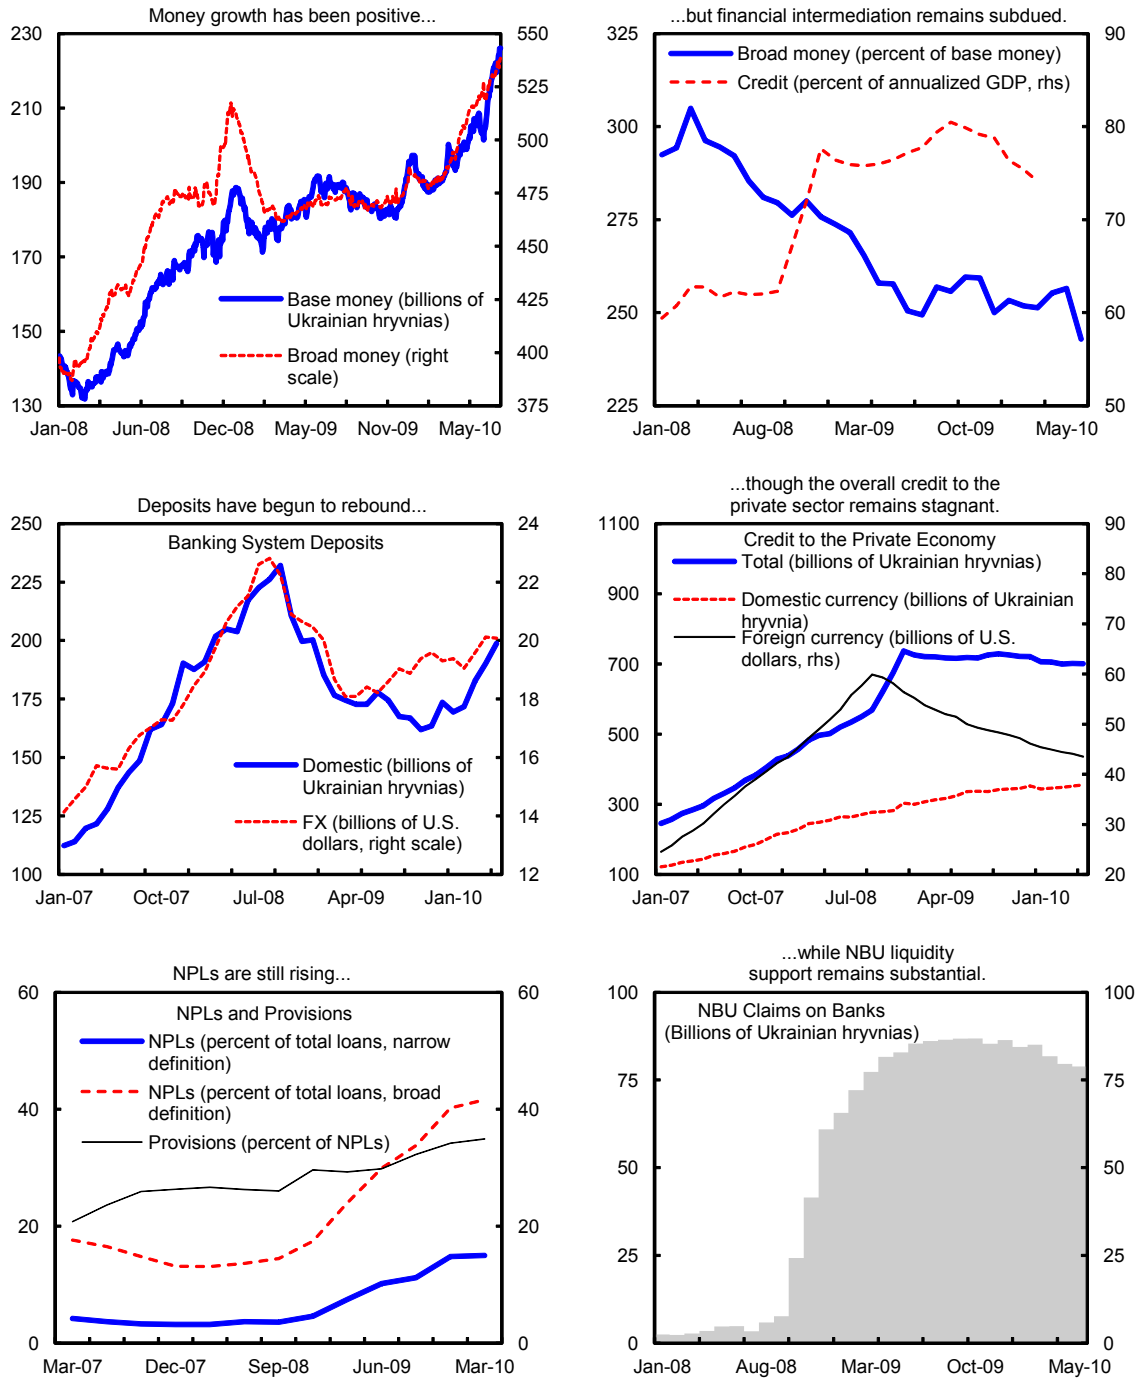 Money growth has been positive...
230
210
190
170
150
130
550
525
500
475
450
425
400
375
Base money (billions of
Ukrainian hryvnias)
Broad money (right
scale)
Jan-08 Jun-08 Dec-08 May-09 Nov-09 May-10
...but financial intermediation remains subdued.
325
300
275
250
225
90
80
70
60
50
Broad money (percent of base money)
Credit (percent of annualized GDP, rhs)
Jan-08 Aug-08 Mar-09 Oct-09 May-10
Deposits have begun to rebound...
Banking System Deposits
250
225
200
175
150
125
100
24
22
20
18
16
14
12
Domestic (billions of
Ukrainian hryvnias)
FX (billions of U.S.
dollars, right scale)
Jan-07 Oct-07 Jul-08 Apr-09 Jan-10
...though the overall credit to the
private sector remains stagnant.
1100
900
700
500
300
100
90
80
70
60
50
40
30
20
Credit to the Private Economy
Total (billions of Ukrainian hryvnias)
Domestic currency (billions of Ukrainian
hryvnia)
Foreign currency (billions of U.S.
dollars, rhs)
Jan-07 Oct-07 Jul-08 Apr-09 Jan-10
NPLs are still rising...
60
40
20
0
60
40
20
0
NPLs and Provisions
NPLs (percent of total loans, narrow
definition)
NPLs (percent of total loans, broad
definition)
Provisions (percent of NPLs)
Mar-07 Dec-07 Sep-08 Jun-09 Mar-10
...while NBU liquidity
support remains substantial.
100
75
50
25
0
100
75
50
25
0
NBU Claims on Banks
(Billions of Ukrainian hryvnias)
Jan-08 Aug-08 Mar-09 Oct-09 May-10